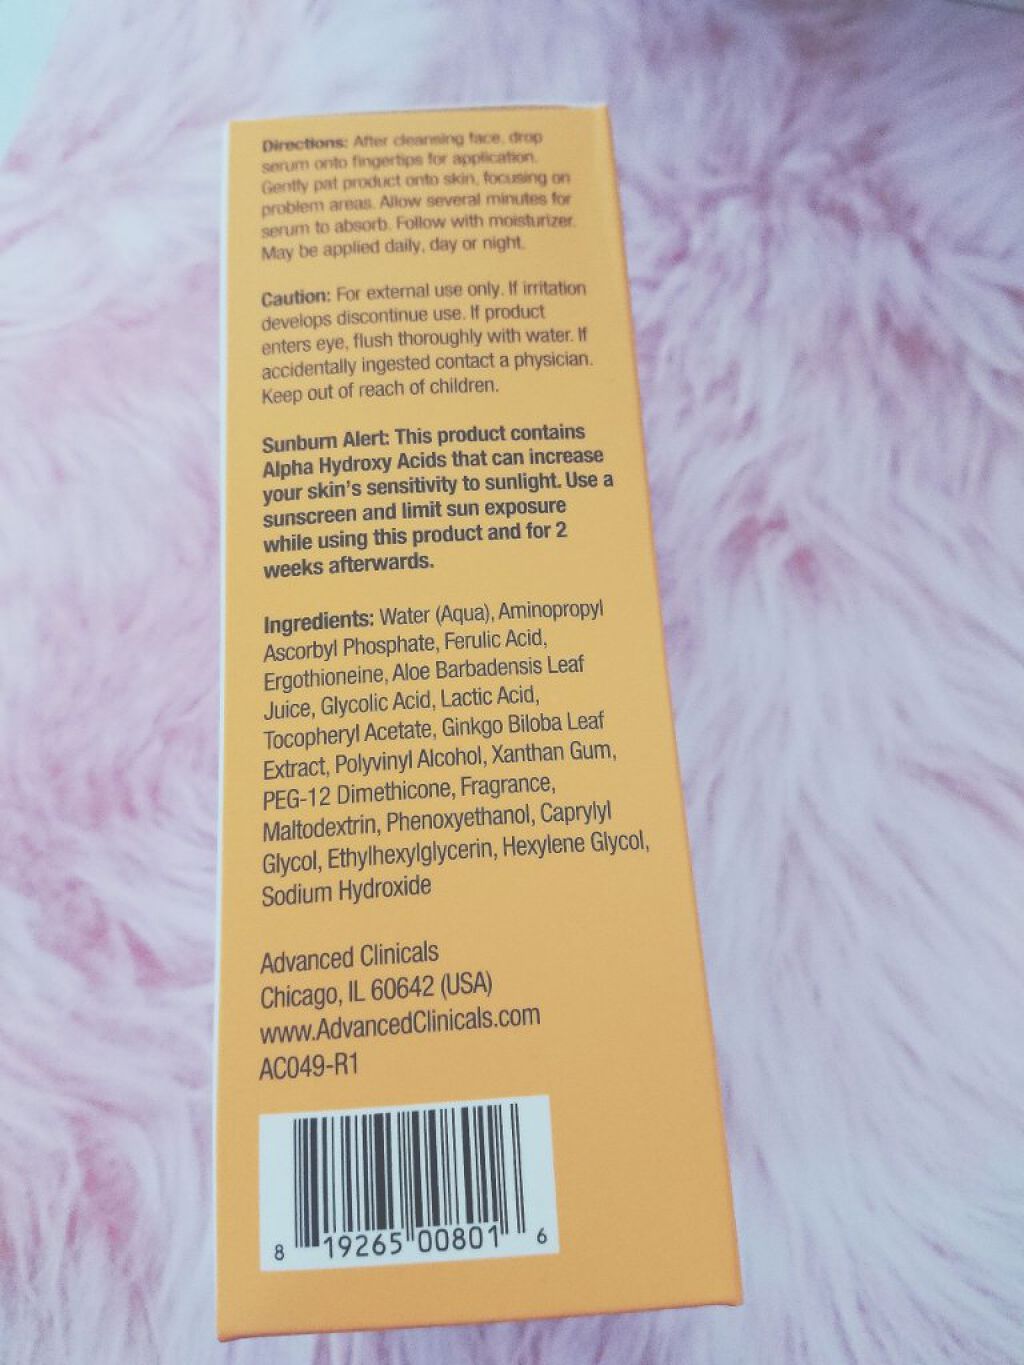 Directions: After cleansing face, drop
serum onto fingertips for application.
Gently pat product onto skin, focusing on
problem areas. Allow several minutes for
serum to absorb. Follow with moisturizer.
May be applied daily, day or night.
Caution: For external use only. If irritation
develops discontinue use. If product
enters eye, flush thoroughly with water. If
accidentally ingested contact a physician.
Keep out of reach of children.
Sunburn Alert: This product contains
Alpha Hydroxy Acids that can increase
your skin's sensitivity to sunlight. Use a
sunscreen and limit sun exposure
while using this product and for 2
weeks afterwards.
Ingredients: Water (Aqua), Aminopropyl
Ascorbyl Phosphate, Ferulic Acid,
Ergothioneine, Aloe Barbadensis Leaf
Juice, Glycolic Acid, Lactic Acid,
Tocopheryl Acetate, Ginkgo Biloba Leaf
Extract, Polyvinyl Alcohol, Xanthan Gum,
PEG-12 Dimethicone, Fragrance,
Maltodextrin, Phenoxyethanol, Caprylyl
Glycol, Ethylhexylglycerin, Hexylene Glycol,
Sodium Hydroxide
Advanced Clinicals
Chicago, IL 60642 (USA)
www.AdvancedClinicals.com
AC049-R1
8 19265 00801 6